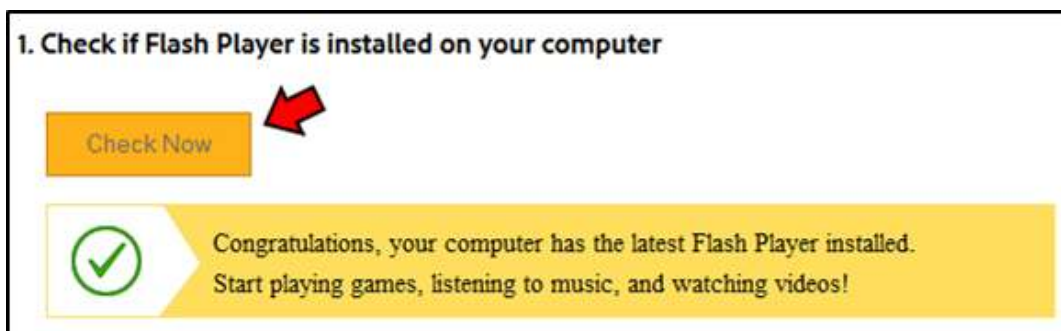 1. Check if Flash Player is installed on your computer
Check Now
Congratulations, your computer has the latest Flash Player installed.
Start playing games, listening to music, and watching videos!